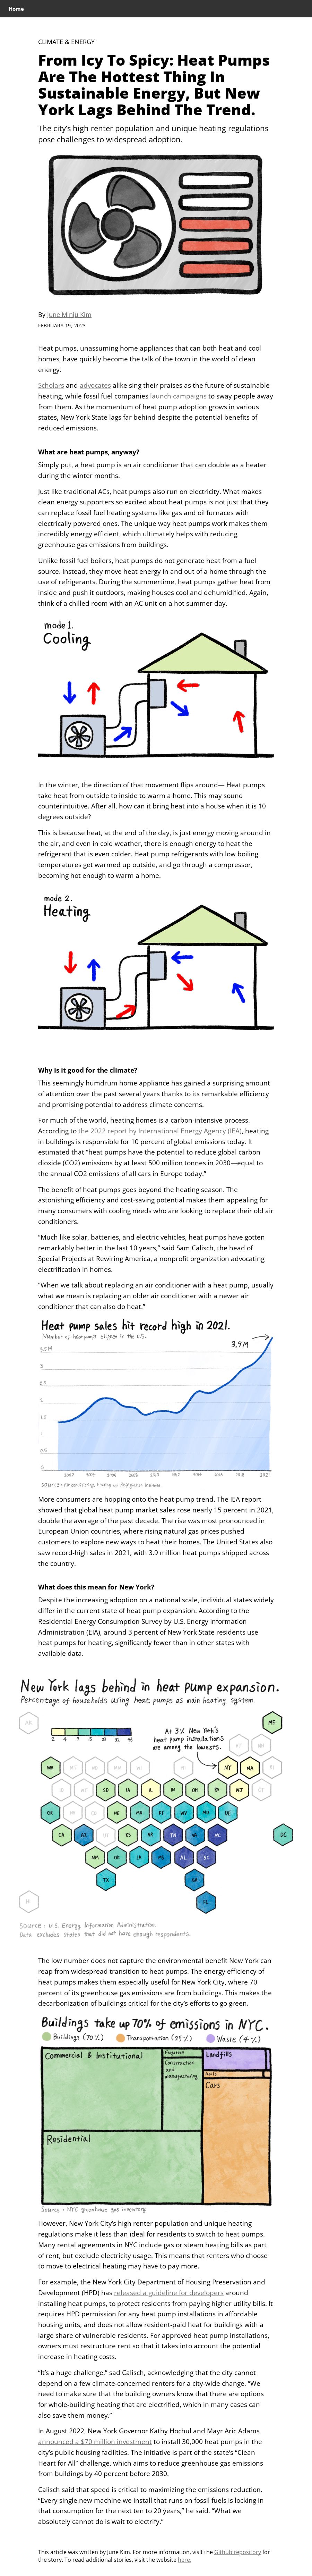 Home
CLIMATE & ENERGY
From Icy To Spicy: Heat Pumps
Are The Hottest Thing In
Sustainable Energy, But New
York Lags Behind The Trend.
The city's high renter population and unique heating regulations
pose challenges to widespread adoption.
By June Minju Kim
FEBRUARY 19, 2023
Heat pumps, unassuming home appliances that can both heat and cool
homes, have quickly become the talk of the town in the world of clean
energy.
Scholars and advocates alike sing their praises as the future of sustainable
heating, while fossil fuel companies launch campaigns to sway people away
from them. As the momentum of heat pump adoption grows in various
states, New York State lags far behind despite the potential benefits of
reduced emissions.
What are heat pumps, anyway?
Simply put, a heat pump is an air conditioner that can double as a heater
during the winter months.
Just like traditional ACs, heat pumps also run on electricity. What makes
clean energy supporters so excited about heat pumps is not just that they
can replace fossil fuel heating systems like gas and oil furnaces with
electrically powered ones. The unique way heat pumps work makes them
incredibly energy efficient, which ultimately helps with reducing
greenhouse gas emissions from buildings.
Unlike fossil fuel boilers, heat pumps do not generate heat from a fuel
source. Instead, they move heat energy in and out of a home through the
use of refrigerants. During the summertime, heat pumps gather heat from
inside and push it outdoors, making houses cool and dehumidified. Again,
think of a chilled room with an AC unit on a hot summer day.
mode 1.
Cooling
In the winter, the direction of that movement flips around— Heat pumps
take heat from outside to inside to warm a home. This may sound
counterintuitive. After all, how can it bring heat into a house when it is 10
degrees outside?
This is because heat, at the end of the day, is just energy moving around in
the air, and even in cold weather, there is enough energy to heat the
refrigerant that is even colder. Heat pump refrigerants with low boiling
temperatures get warmed up outside, and go through a compressor,
becoming hot enough to warm a home.
mode 2.
Heating
Why is it good for the climate?
This seemingly humdrum home appliance has gained a surprising amount
of attention over the past several years thanks to its remarkable efficiency
and promising potential to address climate concerns.
For much of the world, heating homes is a carbon-intensive process.
According to the 2022 report by International Energy Agency (IEA), heating
in buildings is responsible for 10 percent of global emissions today. It
estimated that “heat pumps have the potential to reduce global carbon
dioxide (CO2) emissions by at least 500 million tonnes in 2030—equal to
the annual CO2 emissions of all cars in Europe today.”
The benefit of heat pumps goes beyond the heating season. The
astonishing efficiency and cost-saving potential makes them appealing for
many consumers with cooling needs who are looking to replace their old air
conditioners.
“Much like solar, batteries, and electric vehicles, heat pumps have gotten
remarkably better in the last 10 years,” said Sam Calisch, the head of
Special Projects at Rewiring America, a nonprofit organization advocating
electrification in homes.
“When we talk about replacing an air conditioner with a heat pump, usually
what we mean is replacing an older air conditioner with a newer air
conditioner that can also do heat.”
Heat pump sales hit record high in 2021.
Number of heat pumps shipped in the U.S.
3.9M
3.5M
3
2.5
2
1.5
1
0.5
0
2002 2004 2006 2008 2010 2012 2014 2016 2018 2021
Source : Air conditioning, Heating and Refrigeration Institute
More consumers are hopping onto the heat pump trend. The IEA report
showed that global heat pump market sales rose nearly 15 percent in 2021,
double the average of the past decade. The rise was most pronounced in
European Union countries, where rising natural gas prices pushed
customers to explore new ways to heat their homes. The United States also
saw record-high sales in 2021, with 3.9 million heat pumps shipped across
the country.
What does this mean for New York?
Despite the increasing adoption on a national scale, individual states widely
differ in the current state of heat pump expansion. According to the
Residential Energy Consumption Survey by U.S. Energy Information
Administration (EIA), around 3 percent of New York State residents use
heat pumps for heating, significantly fewer than in other states with
available data.
New York lags behind in heat pump expansion.
Percentage of households using heat pumps as main heating system.
AK ME
At 3% New York's
heat pump installations
are among the lowest.
VT NH
WA MT ND MN WI MI NY MA RI
ID WY SD IA IL IN OH PA NJ CT
OR NV CO NE MO KY WV MD DE
CA AZ UT KS AR TN VA NC DC
NM OK LA MS AL SC
TX GA
HI FL
Source : U.S. Energy Information Administration
Data excludes states that did not have enough respondents.
The low number does not capture the environmental benefit New York can
reap from widespread transition to heat pumps. The energy efficiency of
heat pumps makes them especially useful for New York City, where 70
percent of its greenhouse gas emissions are from buildings. This makes the
decarbonization of buildings critical for the city's efforts to go green.
Buildings take up 70% of emissions in NYC.
Buildings (70%) Transportation (25%) Waste (4%)
Commercial & Institutional
Fugitive
Construction
and
manufacturing
Landfills
Cars
Residential
Source : NYC greenhouse gas inventory
However, New York City's high renter population and unique heating
regulations make it less than ideal for residents to switch to heat pumps.
Many rental agreements in NYC include gas or steam heating bills as part
of rent, but exclude electricity usage. This means that renters who choose
to move to electrical heating may have to pay more.
For example, the New York City Department of Housing Preservation and
Development (HPD) has released a guideline for developers around
installing heat pumps, to protect residents from paying higher utility bills. It
requires HPD permission for any heat pump installations in affordable
housing units, and does not allow resident-paid heat for buildings with a
large share of vulnerable residents. For approved heat pump installations,
owners must restructure rent so that it takes into account the potential
increase in heating costs.
“It's a huge challenge.” sad Calisch, acknowledging that the city cannot
depend on a few climate-concerned renters for a city-wide change. “We
need to make sure that the building owners know that there are options
for whole-building heating that are electrified, which in many cases can
also save them money.”
In August 2022, New York Governor Kathy Hochul and Mayr Aric Adams
announced a $70 million investment to install 30,000 heat pumps in the
city's public housing facilities. The initiative is part of the state's “Clean
Heart for All” challenge, which aims to reduce greenhouse gas emissions
from buildings by 40 percent before 2030.
Calisch said that speed is critical to maximizing the emissions reduction.
“Every single new machine we install that runs on fossil fuels is locking in
that consumption for the next ten to 20 years,” he said. “What we
absolutely cannot do is wait to electrify.”
This article was written by June Kim. For more information, visit the Github repository for
the story. To read additional stories, visit the website here.